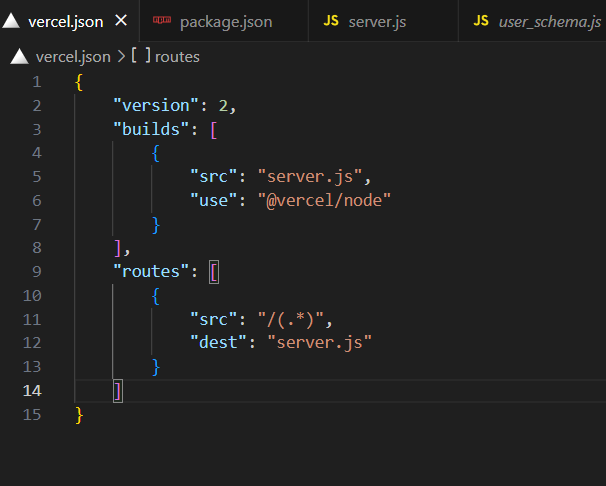 vercel.json × package.json JS server.js JS user_schema.js
vercel.json > [ ] routes
1 {
2 "version": 2,
3 "builds": [
4 {
5 "src": "server.js",
6 "use": "@vercel/node"
7 }
8 ],
9 "routes": [
10 {
11 "src": "/(.*)",
12 "dest": "server.js"
13 }
14 ]
15 }